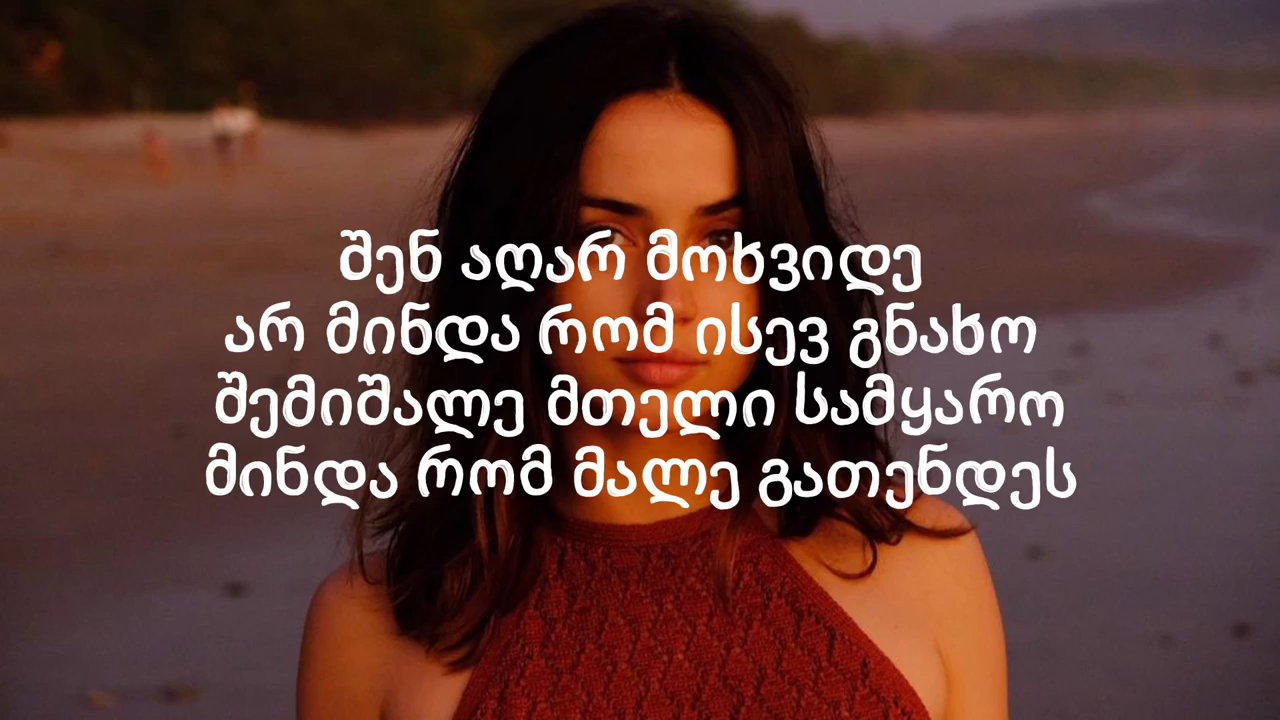 შენ აღარ მოხვიდე
არ მინდა რომ ისევ გნახო
შემიშალე მთელი სამყარო
მინდა რომ მალე გათენდეს